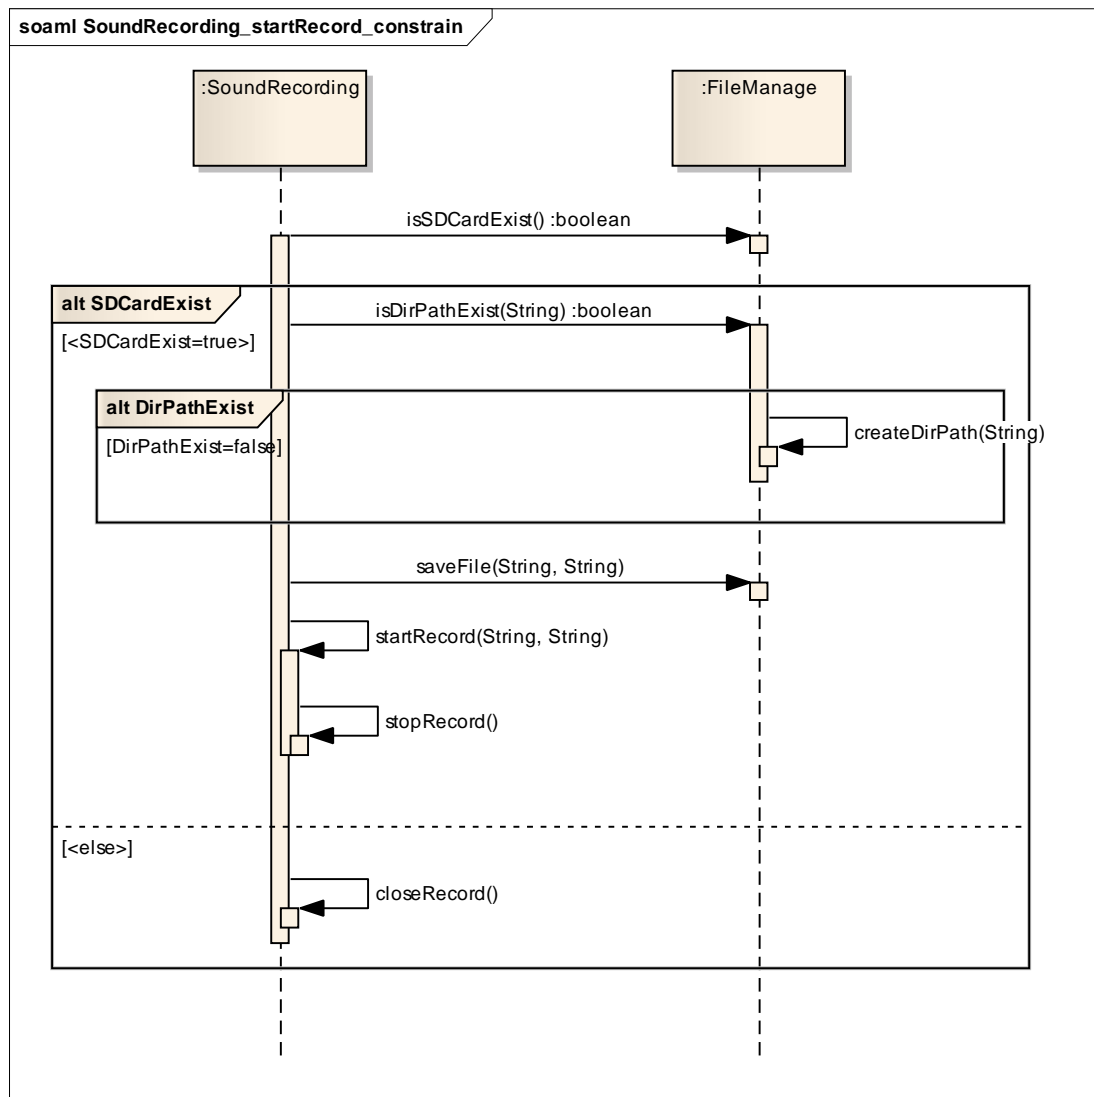 soaml SoundRecording_startRecord_constrain
:SoundRecording
:FileManage
isSDCardExist() :boolean
alt SDCardExist
isDirPathExist(String) :boolean
[<SDCardExist=true>]
alt DirPathExist
createDirPath(String)
[DirPathExist=false]
saveFile(String, String)
startRecord(String, String)
stopRecord()
[<else>]
closeRecord()